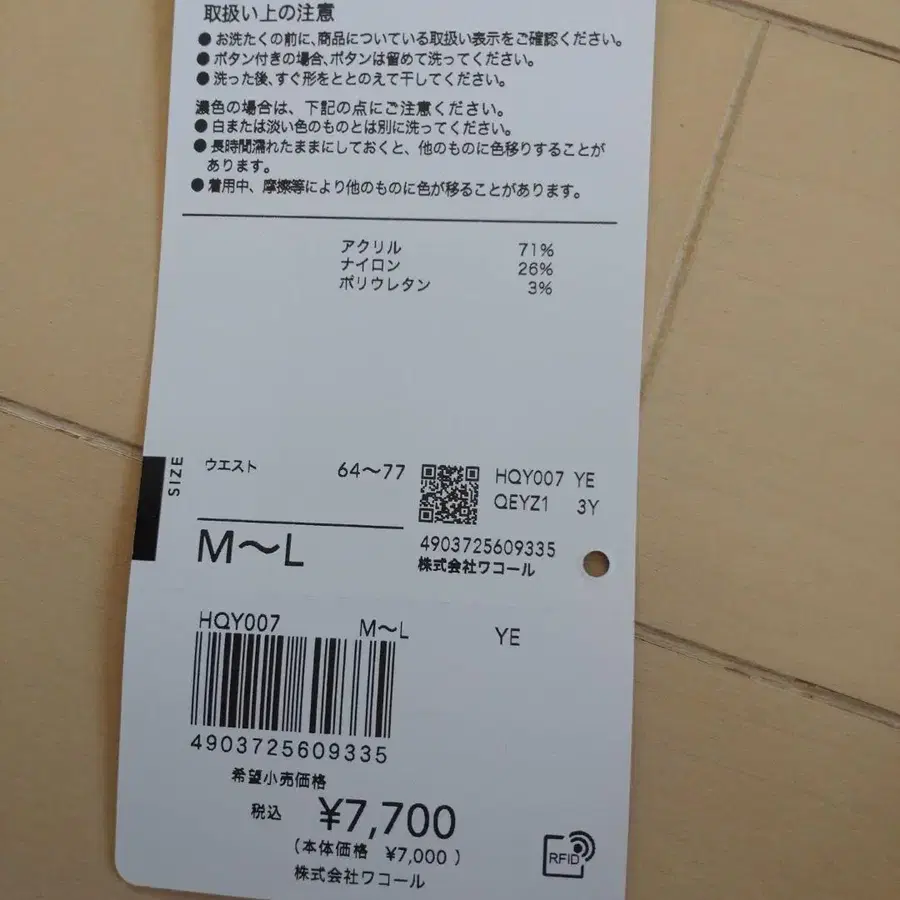 取扱い上の注意
●お洗たくの前に、商品についている取扱い表示をご確認ください。
●ボタン付きの場合、ボタンは留めて洗ってください。
●洗った後、すぐ形をととのえて干してください。
濃色の場合は、下記の点にご注意ください。
●白または淡い色のものとは別に洗ってください。
●長時間濡れたままにしておくと、他のものに色移りすることが
あります。
●着用中、摩擦等により他のものに色が移ることがあります。
アクリル 71%
ナイロン 26%
ポリウレタン 3%
SIZE
ウエスト 64〜77
M〜L
HQY007 YE
QEYZ1 3Y
4903725609335
株式会社ワコール
HQY007 M〜L YE
4903725609335
希望小売価格
税込 ¥7,700
(本体価格 ¥7,000)
株式会社ワコール
RFID